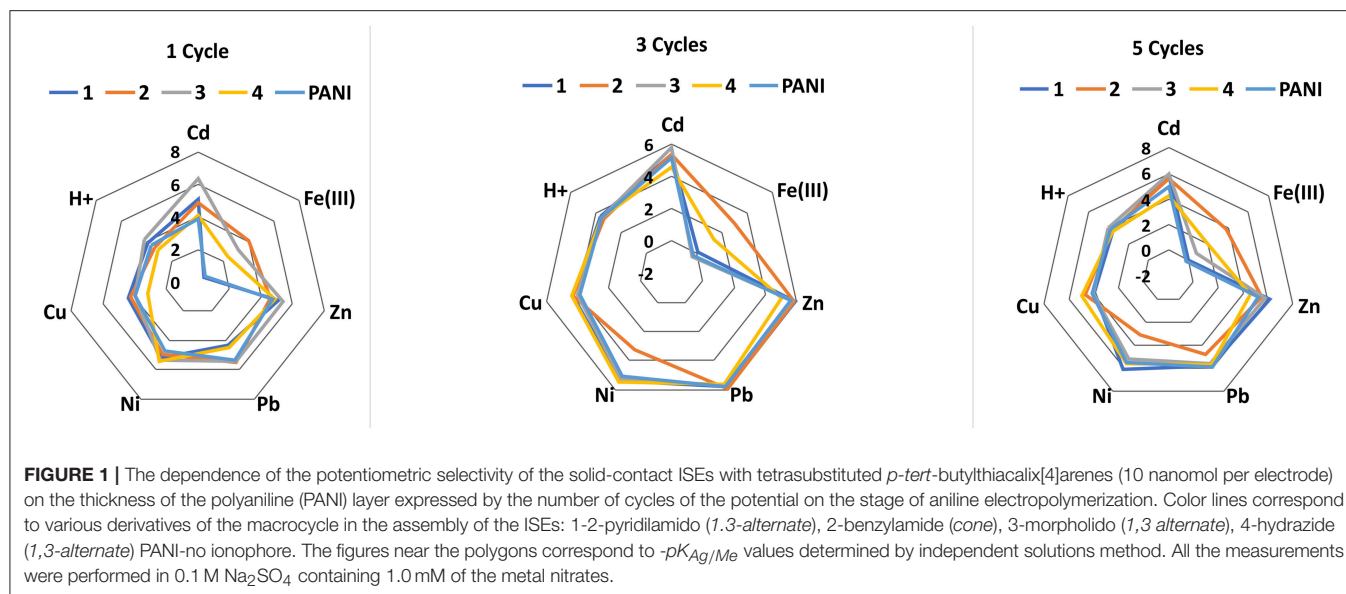 1 Cycle
1 2 3 4 PANI
Cd
8
6
4
2
0
H+
Fe(III)
Cu
Zn
Ni
Pb
3 Cycles
1 2 3 4 PANI
Cd
6
4
2
0
-2
H+
Fe(III)
Cu
Zn
Ni
Pb
5 Cycles
1 2 3 4 PANI
Cd
8
6
4
2
0
-2
H+
Fe(III)
Cu
Zn
Ni
Pb
FIGURE 1 | The dependence of the potentiometric selectivity of the solid-contact ISEs with tetrasubstituted p-tert-butylthiacalix[4]arenes (10 nanomol per electrode)
on the thickness of the polyaniline (PANI) layer expressed by the number of cycles of the potential on the stage of aniline electropolymerization. Color lines correspond
to various derivatives of the macrocycle in the assembly of the ISEs: 1-2-pyridilamido (1.3-alternate), 2-benzylamide (cone), 3-morpholido (1,3 alternate), 4-hydrazide
(1,3-alternate) PANI-no ionophore. The figures near the polygons correspond to -pKAg/Me values determined by independent solutions method. All the measurements
were performed in 0.1 M Na2SO4 containing 1.0 mM of the metal nitrates.